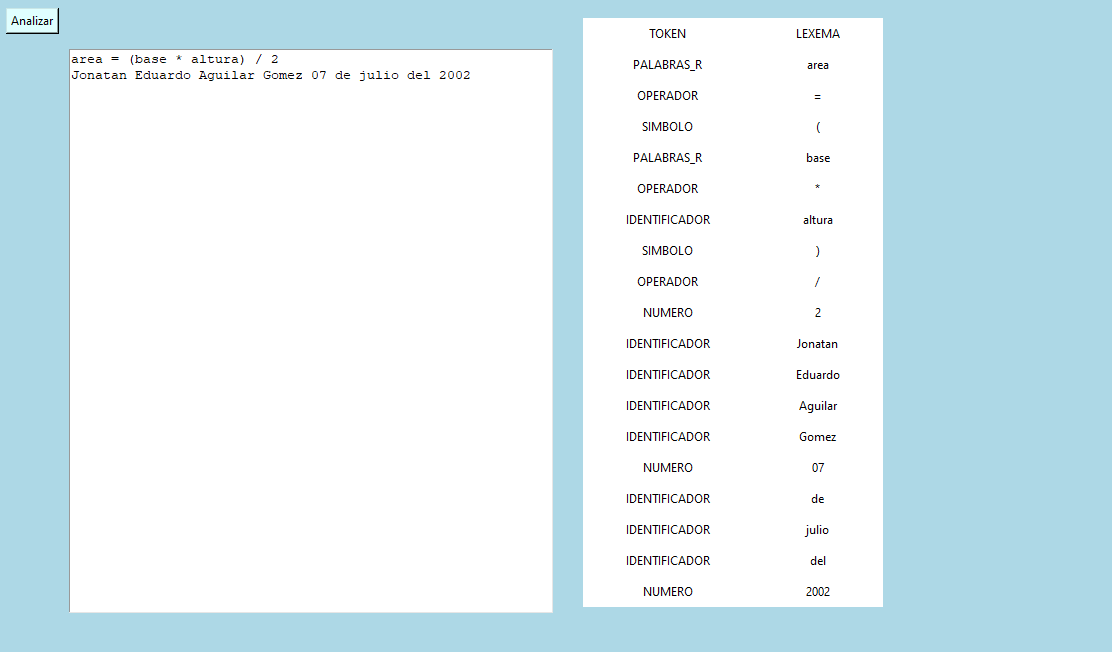 Analizar
area = (base * altura) / 2
Jonatan Eduardo Aguilar Gomez 07 de julio del 2002
TOKEN LEXEMA
PALABRAS_R area
OPERADOR =
SIMBOLO (
PALABRAS_R base
OPERADOR *
IDENTIFICADOR altura
SIMBOLO )
OPERADOR /
NUMERO 2
IDENTIFICADOR Jonatan
IDENTIFICADOR Eduardo
IDENTIFICADOR Aguilar
IDENTIFICADOR Gomez
NUMERO 07
IDENTIFICADOR de
IDENTIFICADOR julio
IDENTIFICADOR del
NUMERO 2002